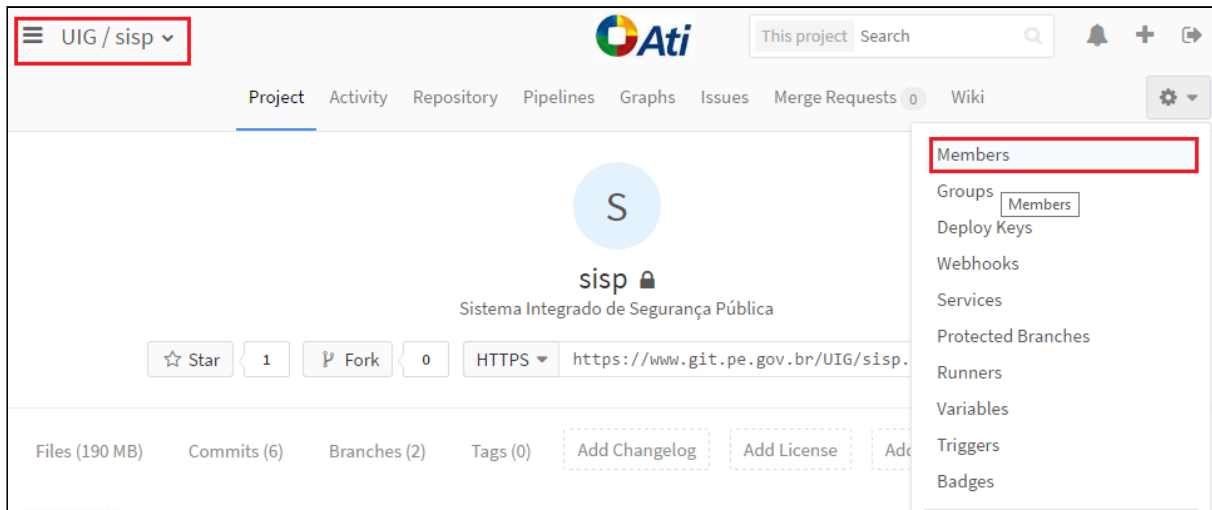 UIG / sisp
Ati
This project Search
Project Activity Repository Pipelines Graphs Issues Merge Requests 0 Wiki
Members
Groups
Members
Deploy Keys
Webhooks
Services
Protected Branches
Runners
Variables
Triggers
Badges
S
sisp
Sistema Integrado de Segurança Pública
Star 1 Fork 0 HTTPS https://www.git.pe.gov.br/UIG/sisp.
Files (190 MB) Commits (6) Branches (2) Tags (0) Add Changelog Add License Adc